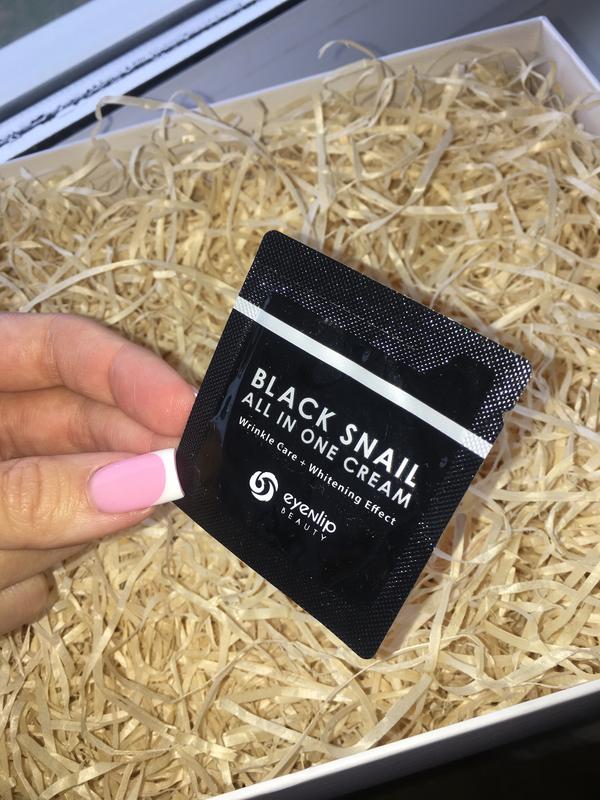 BLACK SNAIL
ALL IN ONE CREAM
Wrinkle Care + Whitening Effect
eyenlip
BEAUTY